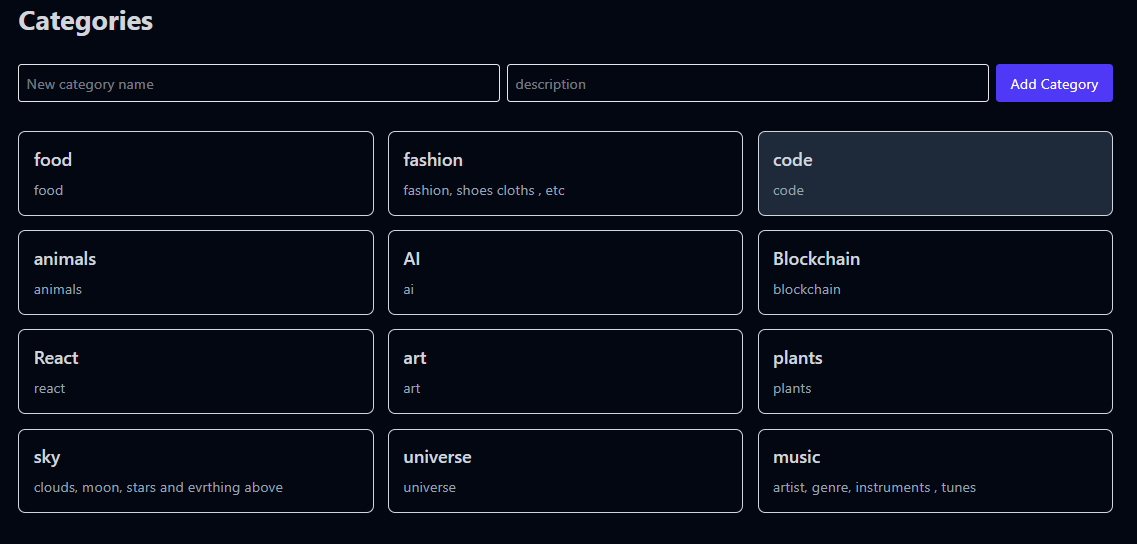 Categories
New category name
description
Add Category
food
food
fashion
fashion, shoes cloths , etc
code
code
animals
animals
AI
ai
Blockchain
blockchain
React
react
art
art
plants
plants
sky
clouds, moon, stars and evrthing above
universe
universe
music
artist, genre, instruments , tunes